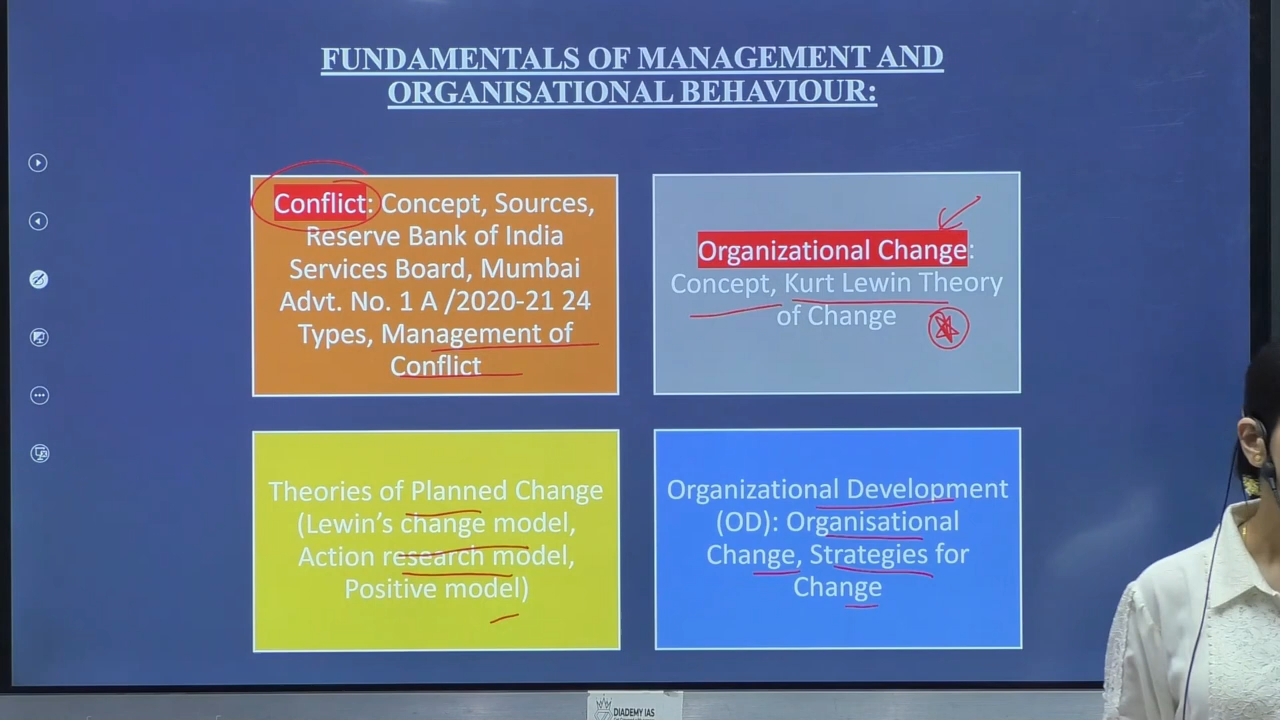 FUNDAMENTALS OF MANAGEMENT AND
ORGANISATIONAL BEHAVIOUR:
Conflict: Concept, Sources,
Reserve Bank of India
Services Board, Mumbai
Advt. No. 1 A /2020-21 24
Types, Management of
Conflict
Organizational Change:
Concept, Kurt Lewin Theory
of Change
Theories of Planned Change
(Lewin's change model,
Action research model,
Positive model)
Organizational Development
(OD): Organisational
Change, Strategies for
Change
DIADEMY IAS